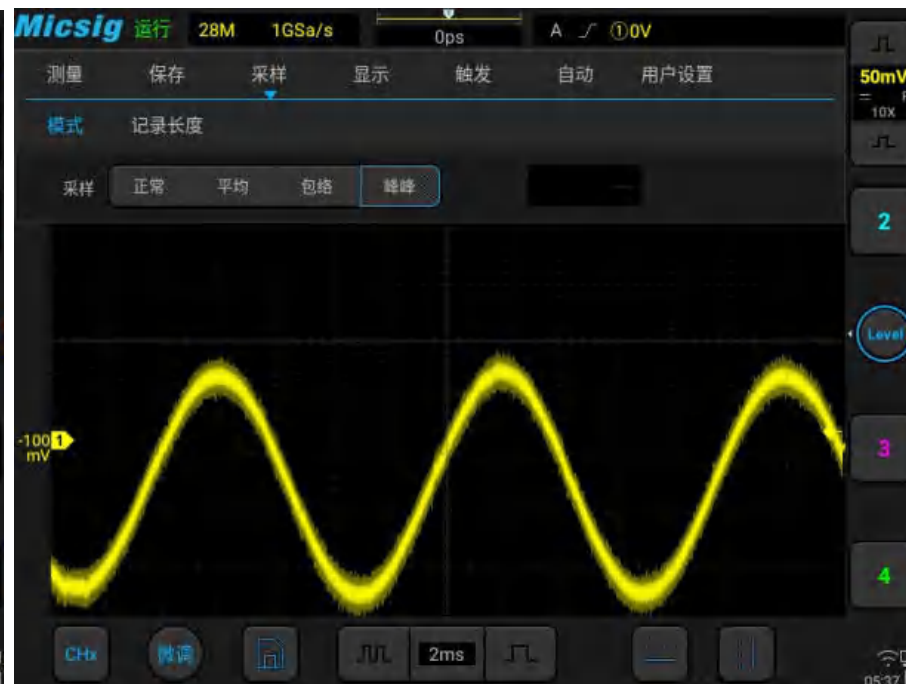 Micsig 运行 28M 1GSa/s 0ps A ①0V
测量 保存 采样 显示 触发 自动 用户设置
50mV
10X
模式 记录长度
采样 正常 平均 包络 峰峰
2
Level
-100 1
mV
3
4
CHx 微调 2ms
05:37